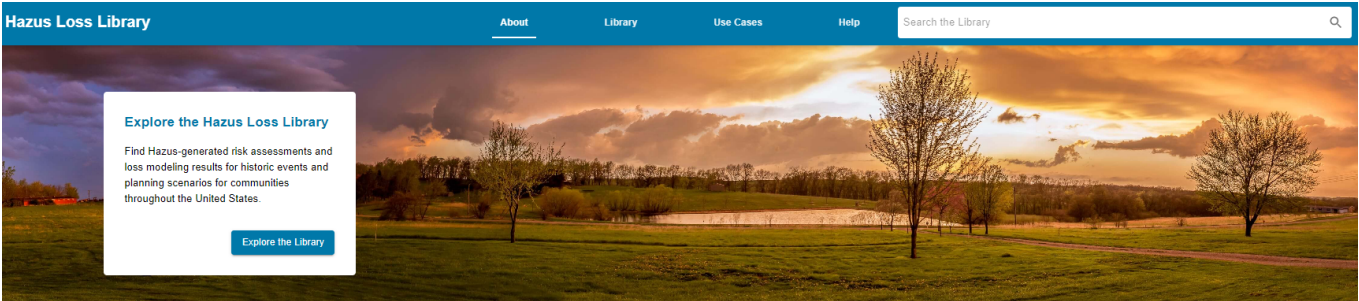 Hazus Loss Library
About
Library
Use Cases
Help
Search the Library
Explore the Hazus Loss Library
Find Hazus-generated risk assessments and
loss modeling results for historic events and
planning scenarios for communities
throughout the United States.
Explore the Library